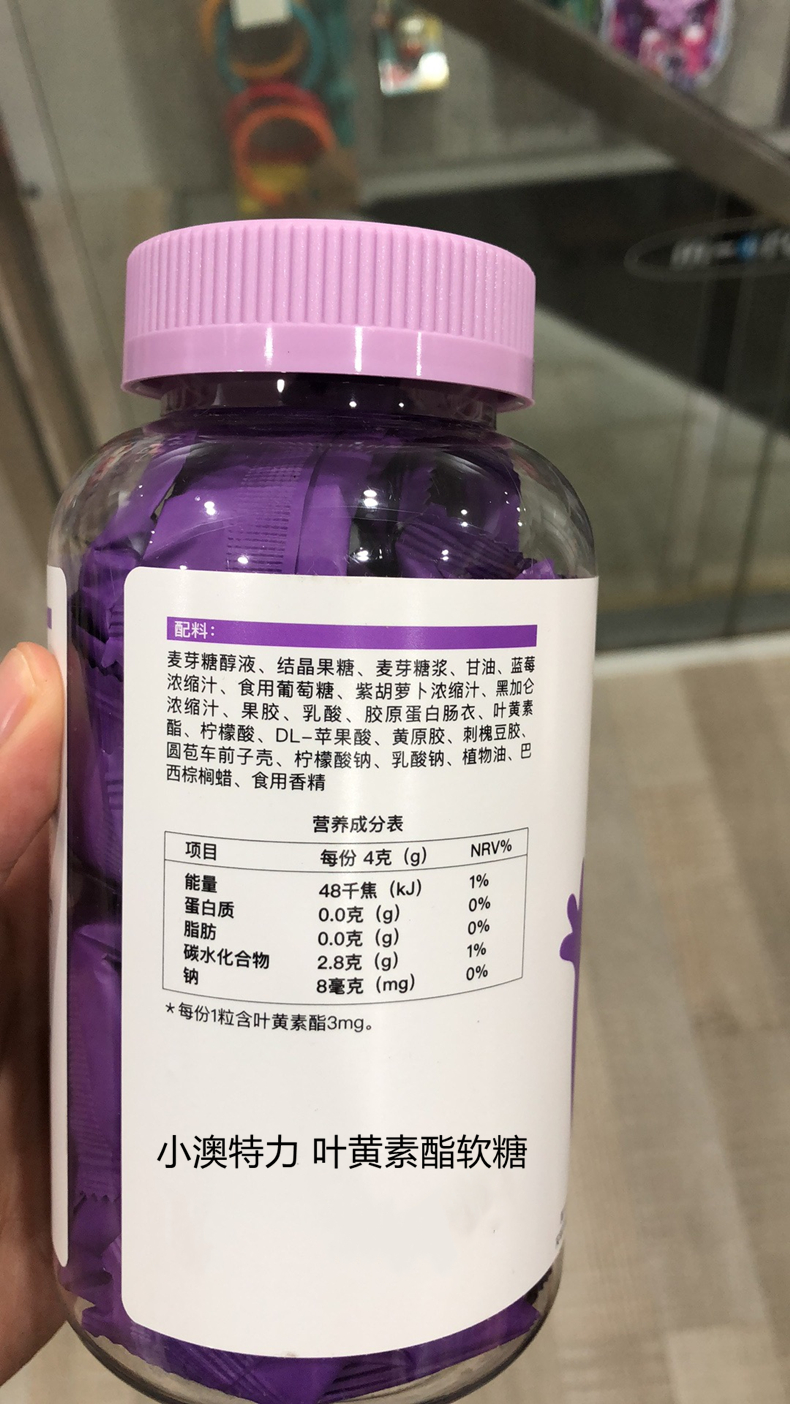 配料：
麦芽糖醇液、结晶果糖、麦芽糖浆、甘油、蓝莓
浓缩汁、食用葡萄糖、紫胡萝卜浓缩汁、黑加仑
浓缩汁、果胶、乳酸、胶原蛋白肠衣、叶黄素
酯、柠檬酸、DL-苹果酸、黄原胶、刺槐豆胶、
圆苞车前子壳、柠檬酸钠、乳酸钠、植物油、巴
西棕榈蜡、食用香精
营养成分表
项目 每份 4克（g） NRV%
能量 48千焦（kJ） 1%
蛋白质 0.0克（g） 0%
脂肪 0.0克（g） 0%
碳水化合物 2.8克（g） 1%
钠 8毫克（mg） 0%
*每份1粒含叶黄素酯3mg。
小澳特力 叶黄素酯软糖